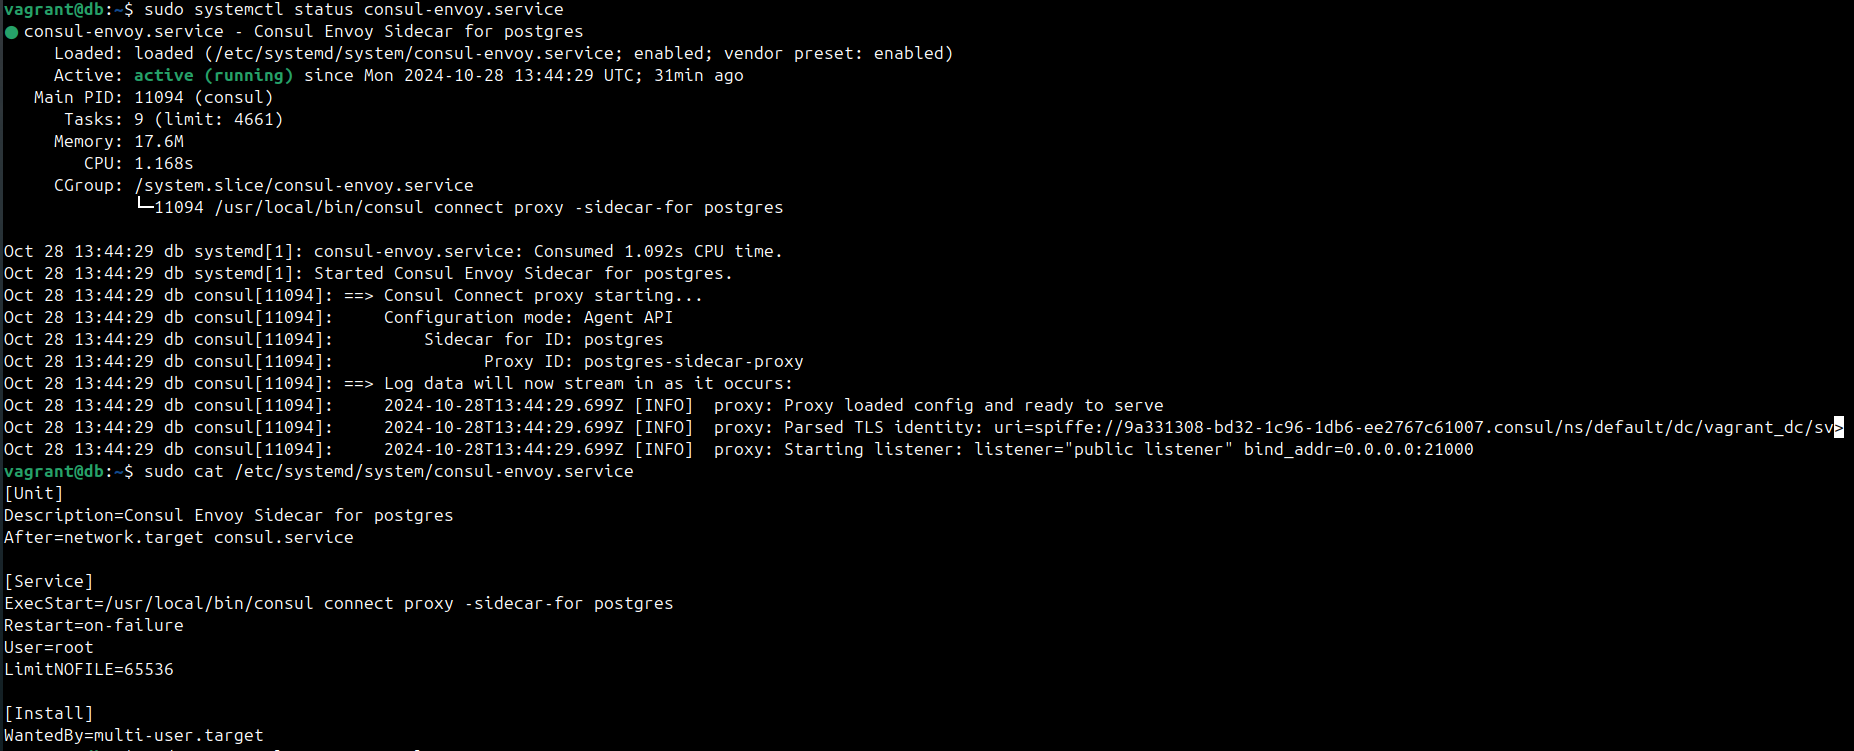 vagrant@db:~$ sudo systemctl status consul-envoy.service
● consul-envoy.service - Consul Envoy Sidecar for postgres
     Loaded: loaded (/etc/systemd/system/consul-envoy.service; enabled; vendor preset: enabled)
     Active: active (running) since Mon 2024-10-28 13:44:29 UTC; 31min ago
   Main PID: 11094 (consul)
      Tasks: 9 (limit: 4661)
     Memory: 17.6M
        CPU: 1.168s
     CGroup: /system.slice/consul-envoy.service
             └─11094 /usr/local/bin/consul connect proxy -sidecar-for postgres

Oct 28 13:44:29 db systemd[1]: consul-envoy.service: Consumed 1.092s CPU time.
Oct 28 13:44:29 db systemd[1]: Started Consul Envoy Sidecar for postgres.
Oct 28 13:44:29 db consul[11094]: ==> Consul Connect proxy starting...
Oct 28 13:44:29 db consul[11094]:     Configuration mode: Agent API
Oct 28 13:44:29 db consul[11094]:         Sidecar for ID: postgres
Oct 28 13:44:29 db consul[11094]:               Proxy ID: postgres-sidecar-proxy
Oct 28 13:44:29 db consul[11094]: ==> Log data will now stream in as it occurs:
Oct 28 13:44:29 db consul[11094]:     2024-10-28T13:44:29.699Z [INFO]  proxy: Proxy loaded config and ready to serve
Oct 28 13:44:29 db consul[11094]:     2024-10-28T13:44:29.699Z [INFO]  proxy: Parsed TLS identity: uri=spiffe://9a331308-bd32-1c96-1db6-ee2767c61007.consul/ns/default/dc/vagrant_dc/sv>
Oct 28 13:44:29 db consul[11094]:     2024-10-28T13:44:29.699Z [INFO]  proxy: Starting listener: listener="public listener" bind_addr=0.0.0.0:21000
vagrant@db:~$ sudo cat /etc/systemd/system/consul-envoy.service
[Unit]
Description=Consul Envoy Sidecar for postgres
After=network.target consul.service

[Service]
ExecStart=/usr/local/bin/consul connect proxy -sidecar-for postgres
Restart=on-failure
User=root
LimitNOFILE=65536

[Install]
WantedBy=multi-user.target